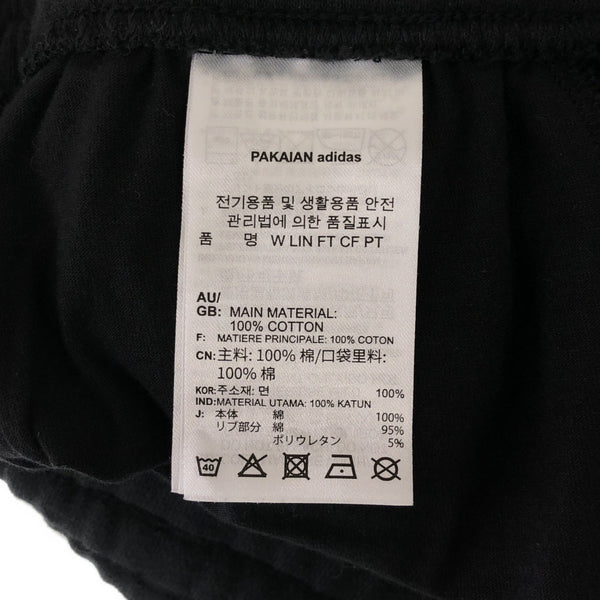 PAKAIAN adidas
전기용품 및 생활용품 안전
관리법에 의한 품질표시
품 명 W LIN FT CF PT
AU/
GB: MAIN MATERIAL:
100% COTTON
F: MATIERE PRINCIPALE: 100% COTON
CN: 主料: 100% 棉/口袋里料:
100% 棉
KOR: 주소재: 면 100%
IND: MATERIAL UTAMA: 100% KATUN
J: 本体 綿 100%
リブ部分 綿 95%
ポリウレタン 5%
40